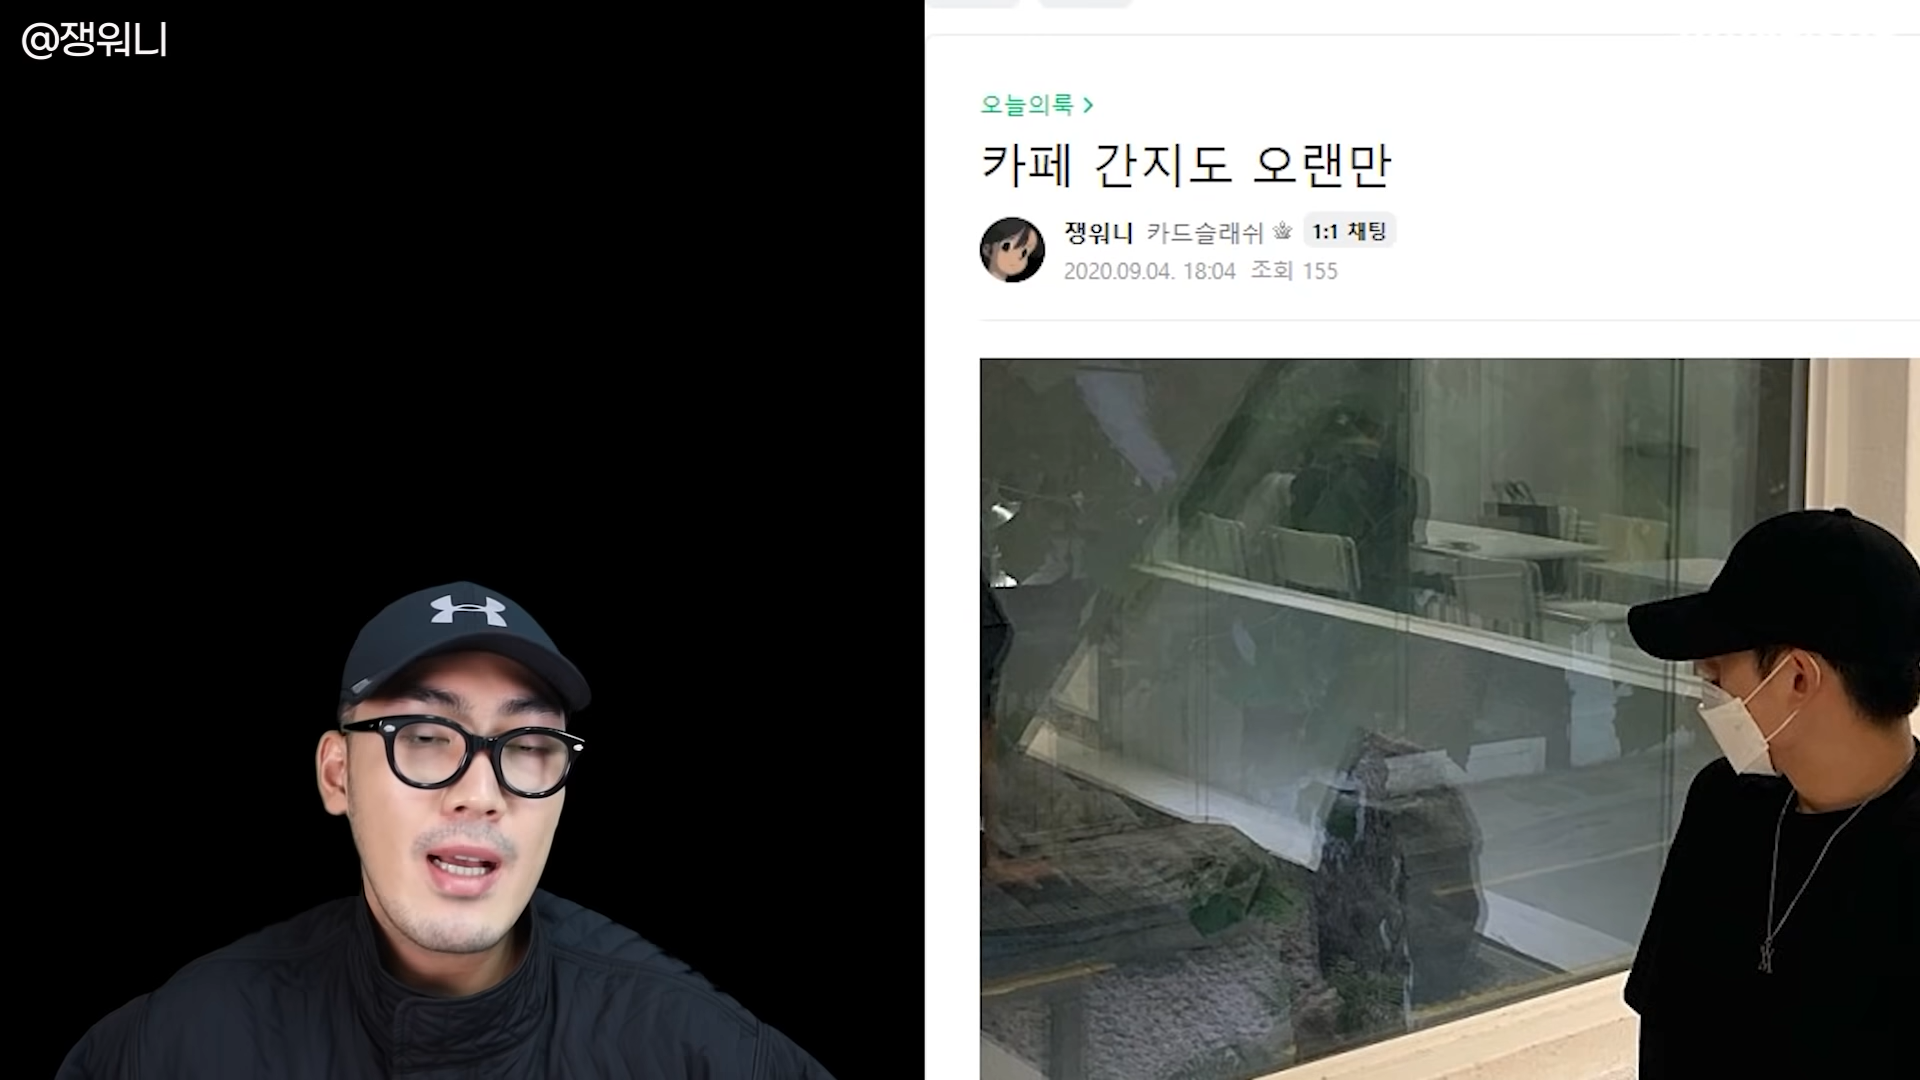 @쟁워니
오늘의룩 >
카페 간지도 오랜만
쟁워니 카드슬래쉬 1:1 채팅
2020.09.04. 18:04 조회 155